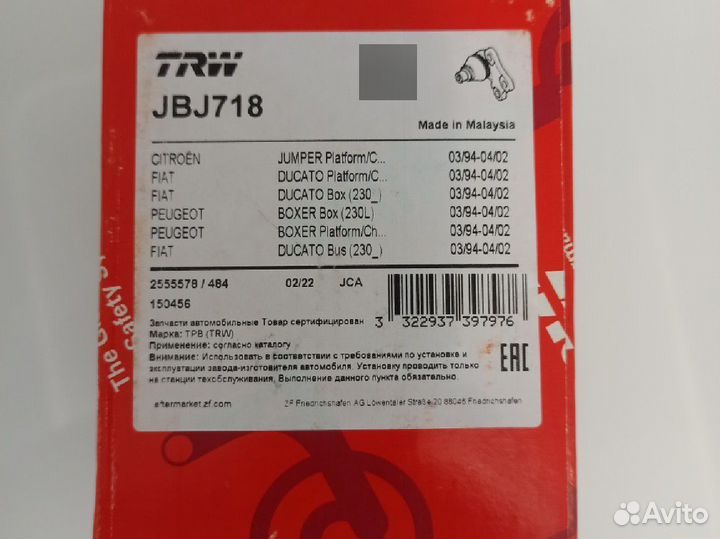 TRW
JBJ718
Made in Malaysia
CITROËN JUMPER Platform/C... 03/94-04/02
FIAT DUCATO Platform/C... 03/94-04/02
FIAT DUCATO Box (230_) 03/94-04/02
PEUGEOT BOXER Box (230L) 03/94-04/02
PEUGEOT BOXER Platform/Ch... 03/94-04/02
FIAT DUCATO Bus (230_) 03/94-04/02
2555578 / 484 02/22 JCA
150456
3 322937 397976
Запчасти автомобильные Товар сертифицирован
Марка: ТРВ (TRW)
Применение: согласно каталогу
Внимание: Использовать в соответствии с требованиями по установке и
эксплуатации завода-изготовителя автомобиля. Установку проводить только
на станции техобслуживания. Выполнение данного пункта обязательно.
EAC
aftermarket.zf.com ZF Friedrichshafen AG Löwentaler Straße 20 88046 Friedrichshafen
The
Safety
Avito